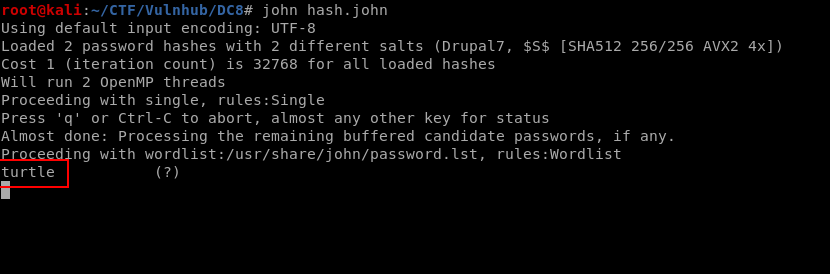 root@kali:~/CTF/Vulnhub/DC8# john hash.john
Using default input encoding: UTF-8
Loaded 2 password hashes with 2 different salts (Drupal7, $S$ [SHA512 256/256 AVX2 4x])
Cost 1 (iteration count) is 32768 for all loaded hashes
Will run 2 OpenMP threads
Proceeding with single, rules:Single
Press 'q' or Ctrl-C to abort, almost any other key for status
Almost done: Processing the remaining buffered candidate passwords, if any.
Proceeding with wordlist:/usr/share/john/password.lst, rules:Wordlist
turtle           (?)